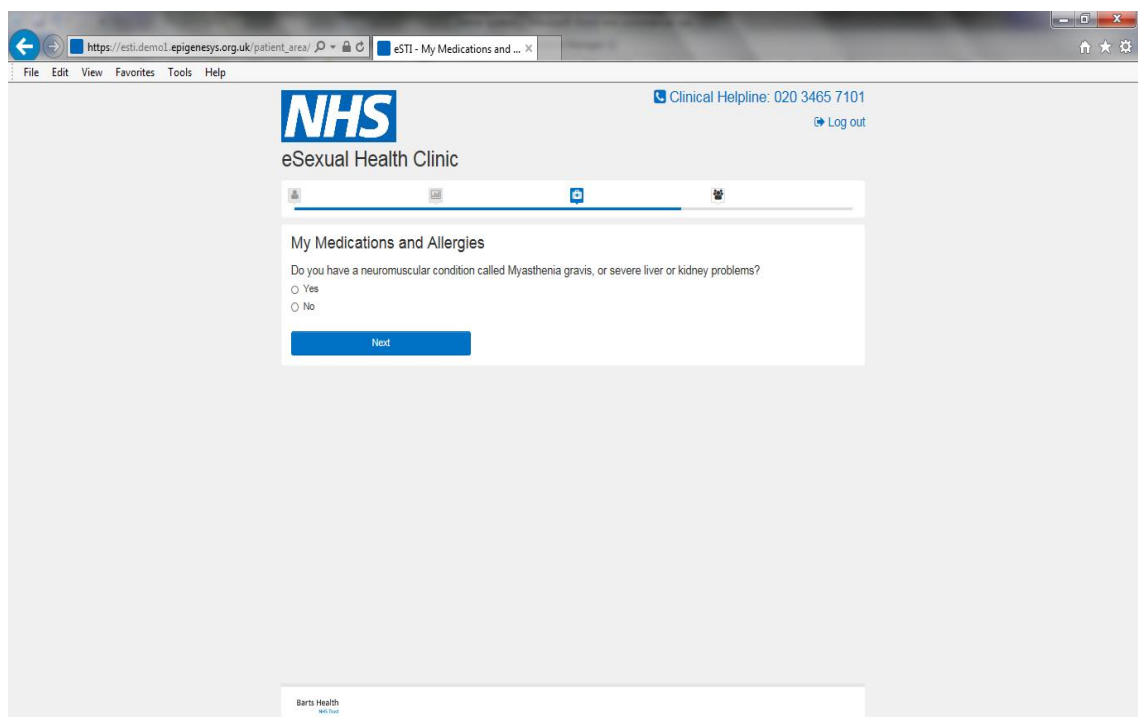 https://esti.demo1.epigenesys.org.uk/patient_area/
eSTI - My Medications and ...
File Edit View Favorites Tools Help
NHS
Clinical Helpline: 020 3465 7101
Log out
eSexual Health Clinic
My Medications and Allergies
Do you have a neuromuscular condition called Myasthenia gravis, or severe liver or kidney problems?
Yes
No
Next
Barts Health
NHS Trust